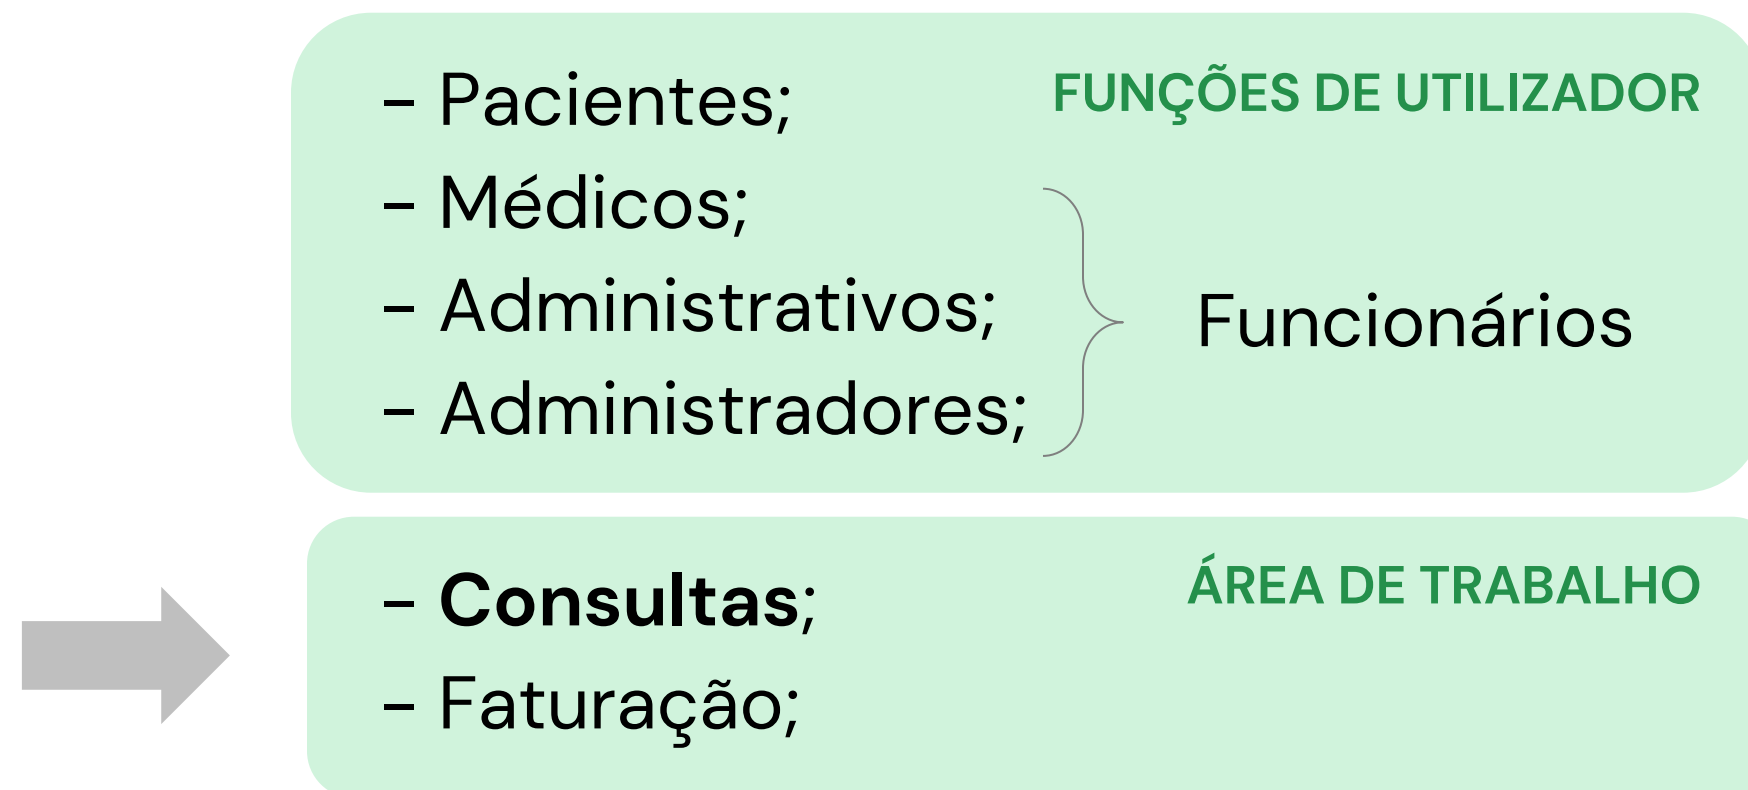 FUNÇÕES DE UTILIZADOR
- Pacientes;
- Médicos;
- Administrativos;
- Administradores;
Funcionários
ÁREA DE TRABALHO
- Consultas;
- Faturação;